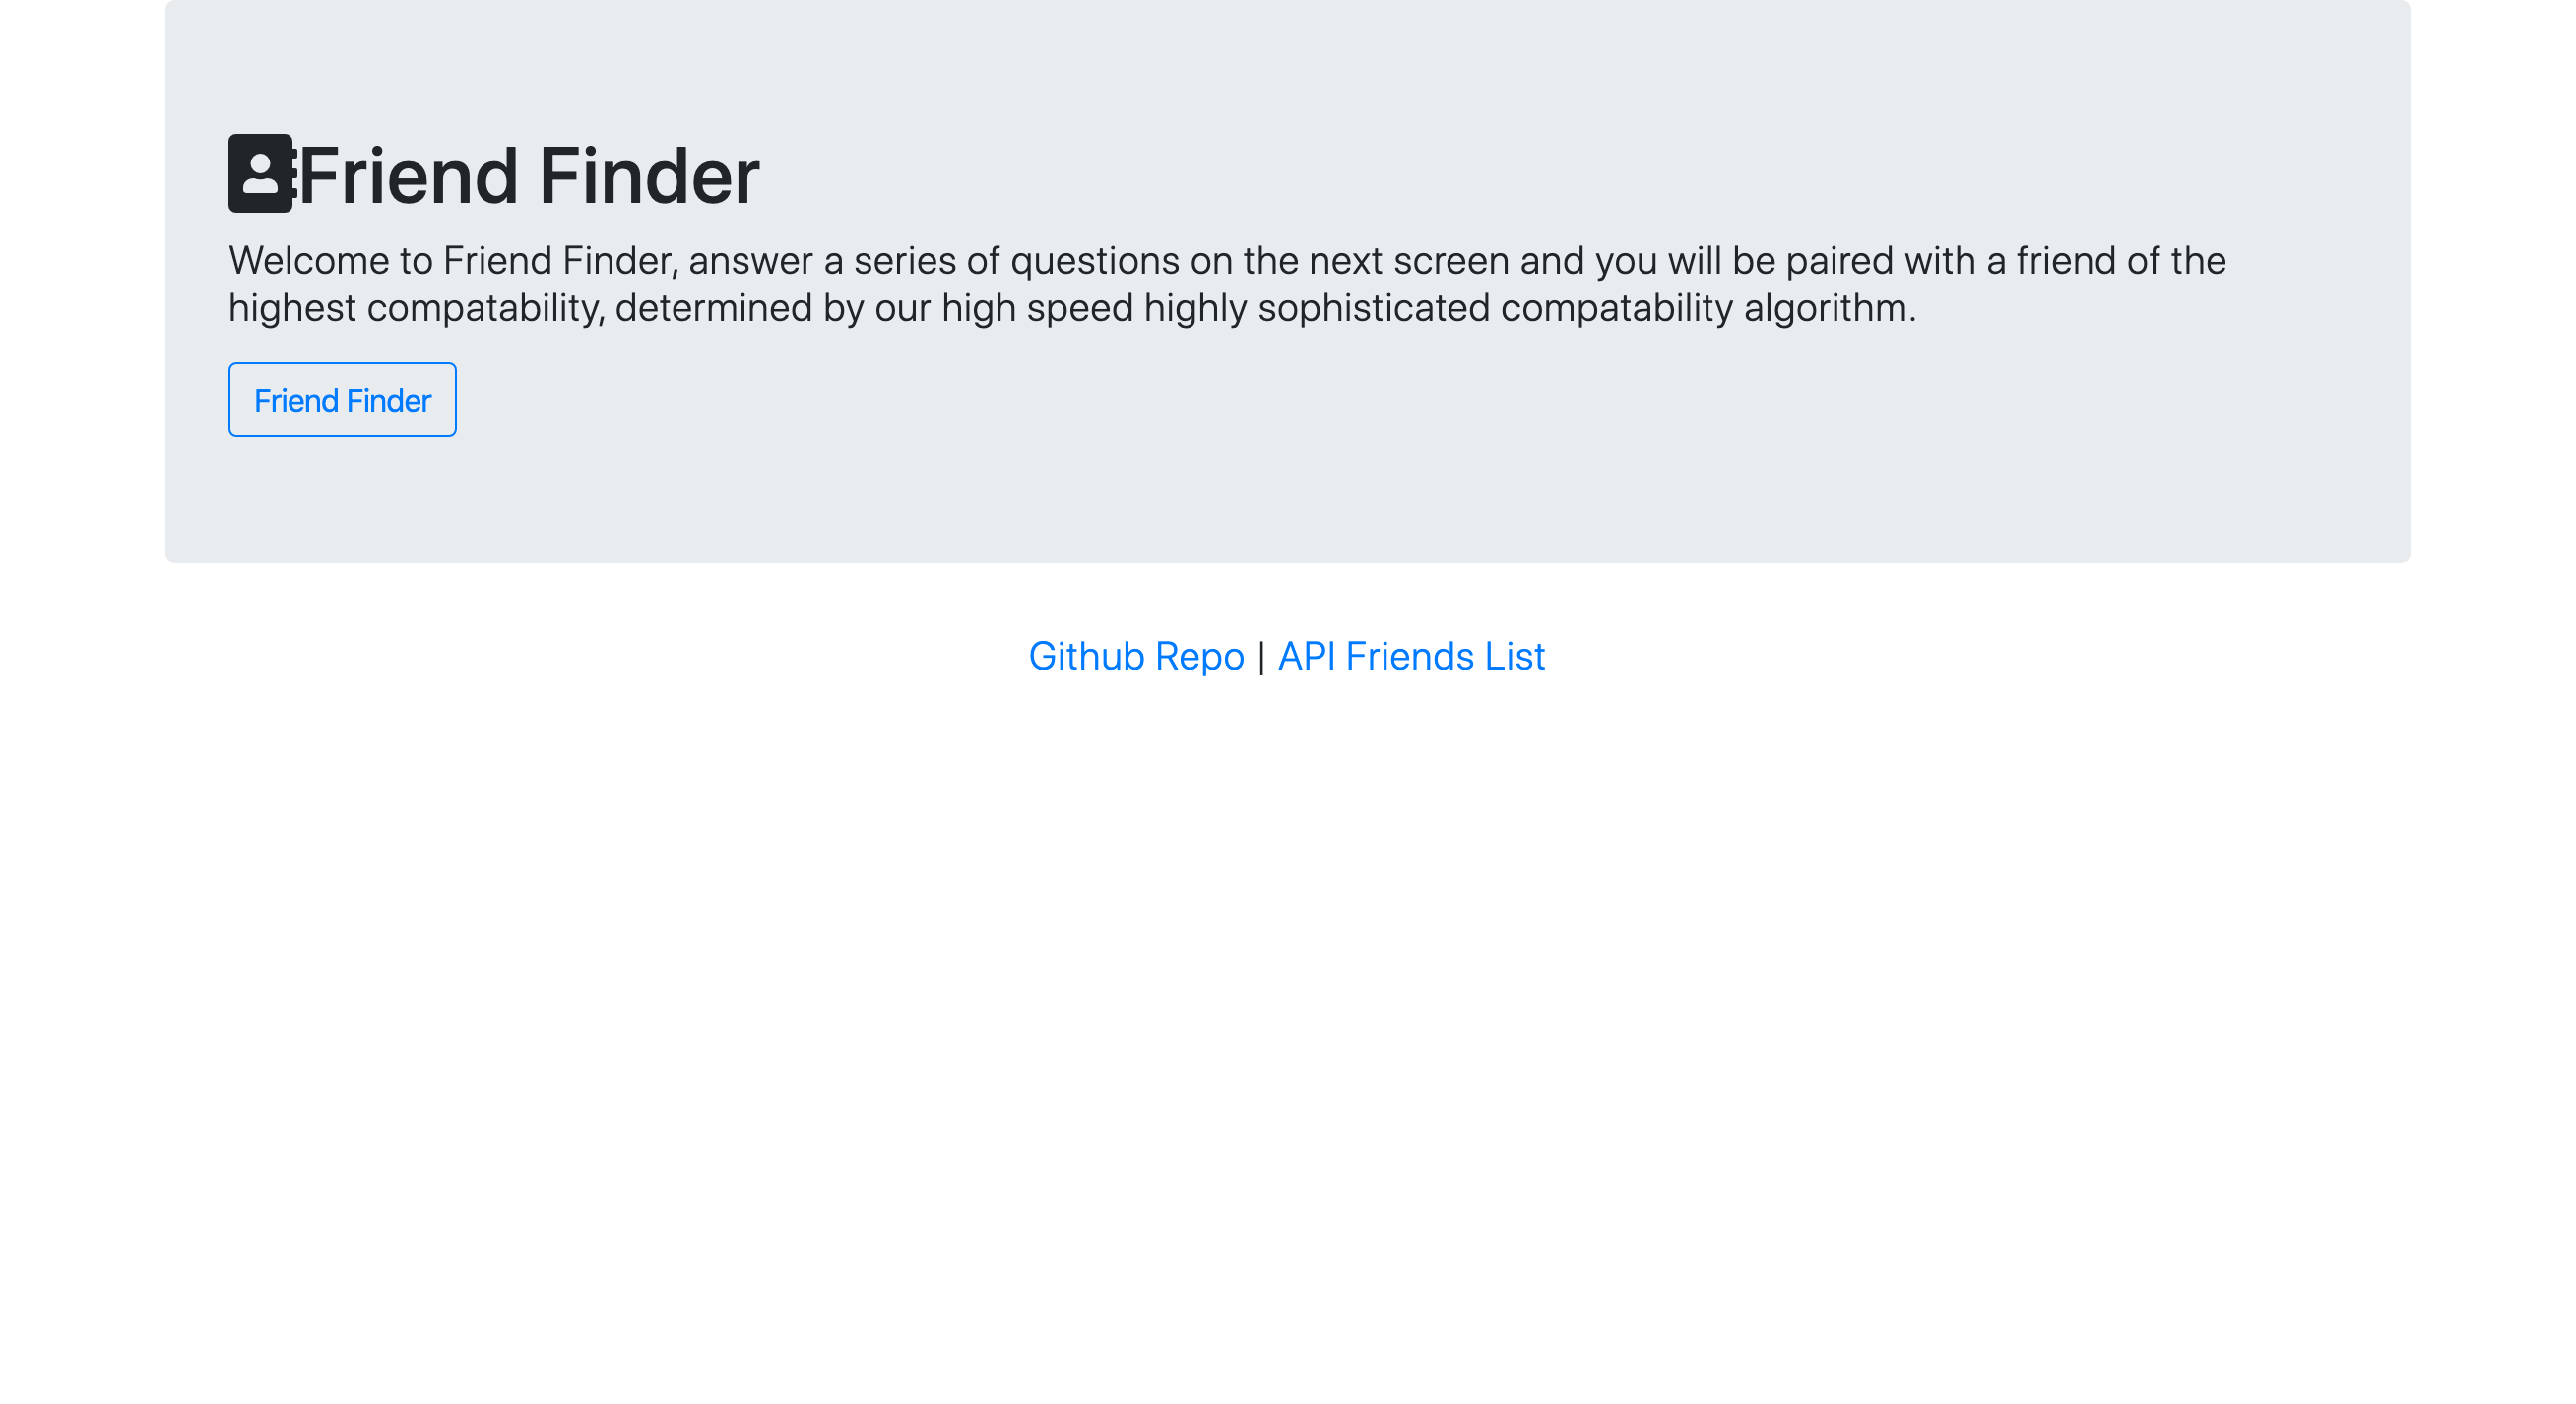 Friend Finder
Welcome to Friend Finder, answer a series of questions on the next screen and you will be paired with a friend of the
highest compatability, determined by our high speed highly sophisticated compatability algorithm.
Friend Finder
Github Repo | API Friends List